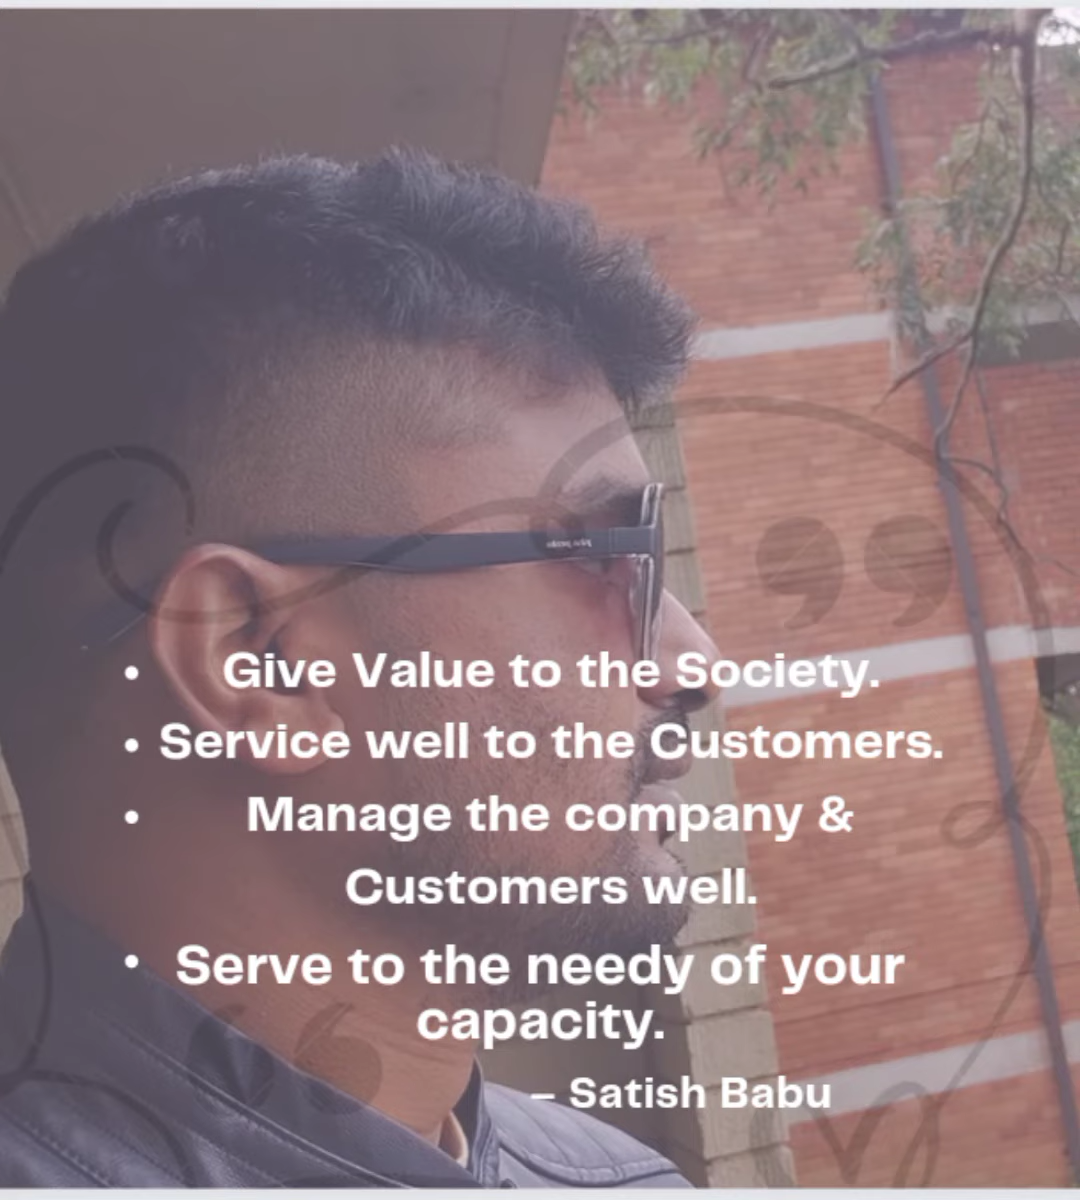 • Give Value to the Society.
• Service well to the Customers.
• Manage the company &
Customers well.
• Serve to the needy of your
capacity.
– Satish Babu